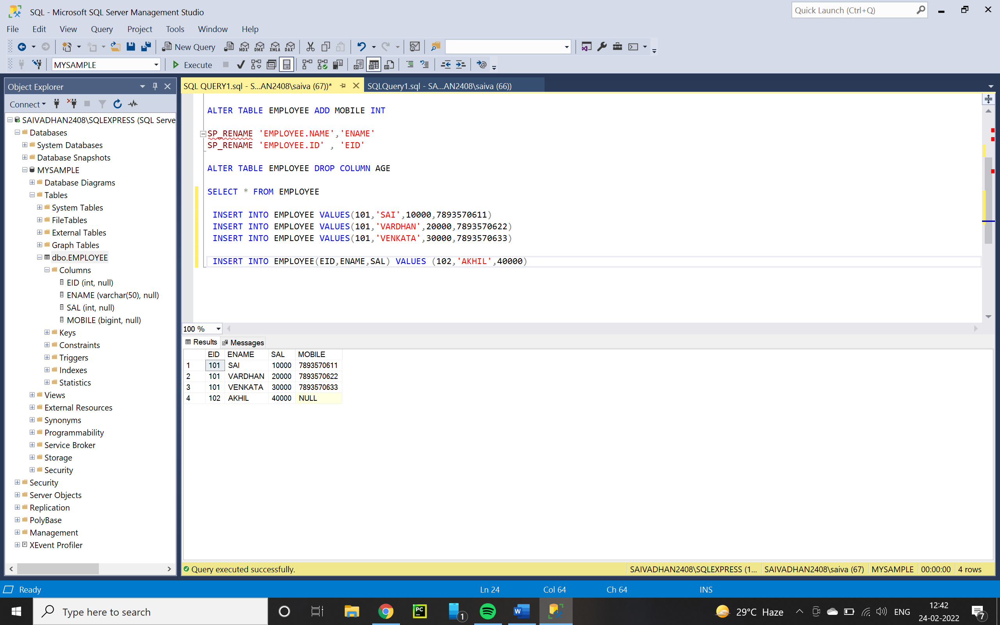 SQL - Microsoft SQL Server Management Studio
Quick Launch (Ctrl+Q)
File Edit View Query Project Tools Window Help
New Query MDX DMX XMLA DAX
MYSAMPLE Execute
Object Explorer
SQL QUERY1.sql - S...AN2408\saiva (67))* SQLQuery1.sql - SA...AN2408\saiva (66))
Connect
SAIVADHAN2408\SQLEXPRESS (SQL Serve
Databases
System Databases
Database Snapshots
MYSAMPLE
Database Diagrams
Tables
System Tables
FileTables
External Tables
Graph Tables
dbo.EMPLOYEE
Columns
EID (int, null)
ENAME (varchar(50), null)
SAL (int, null)
MOBILE (bigint, null)
Keys
Constraints
Triggers
Indexes
Statistics
Views
External Resources
Synonyms
Programmability
Service Broker
Storage
Security
Security
Server Objects
Replication
PolyBase
Management
XEvent Profiler
ALTER TABLE EMPLOYEE ADD MOBILE INT
SP_RENAME 'EMPLOYEE.NAME','ENAME'
SP_RENAME 'EMPLOYEE.ID' , 'EID'
ALTER TABLE EMPLOYEE DROP COLUMN AGE
SELECT * FROM EMPLOYEE
INSERT INTO EMPLOYEE VALUES(101,'SAI',10000,7893570611)
INSERT INTO EMPLOYEE VALUES(101,'VARDHAN',20000,7893570622)
INSERT INTO EMPLOYEE VALUES(101,'VENKATA',30000,7893570633)
INSERT INTO EMPLOYEE(EID,ENAME,SAL) VALUES (102,'AKHIL',40000)
100 %
Results Messages
EID ENAME SAL MOBILE
1 101 SAI 10000 7893570611
2 101 VARDHAN 20000 7893570622
3 101 VENKATA 30000 7893570633
4 102 AKHIL 40000 NULL
Query executed successfully. SAIVADHAN2408\SQLEXPRESS (1... SAIVADHAN2408\saiva (67) MYSAMPLE 00:00:00 4 rows
Ready Ln 24 Col 64 Ch 64 INS
Type here to search PC 1 W 29°C Haze ENG 12:42
24-02-2022 7